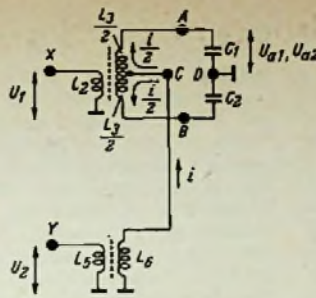 L3/2 A
X i/2 C1 Ua1, Ua2
U1 L2 C D
i/2 C2
L3/2 B
i
Y
U2 L5 L6